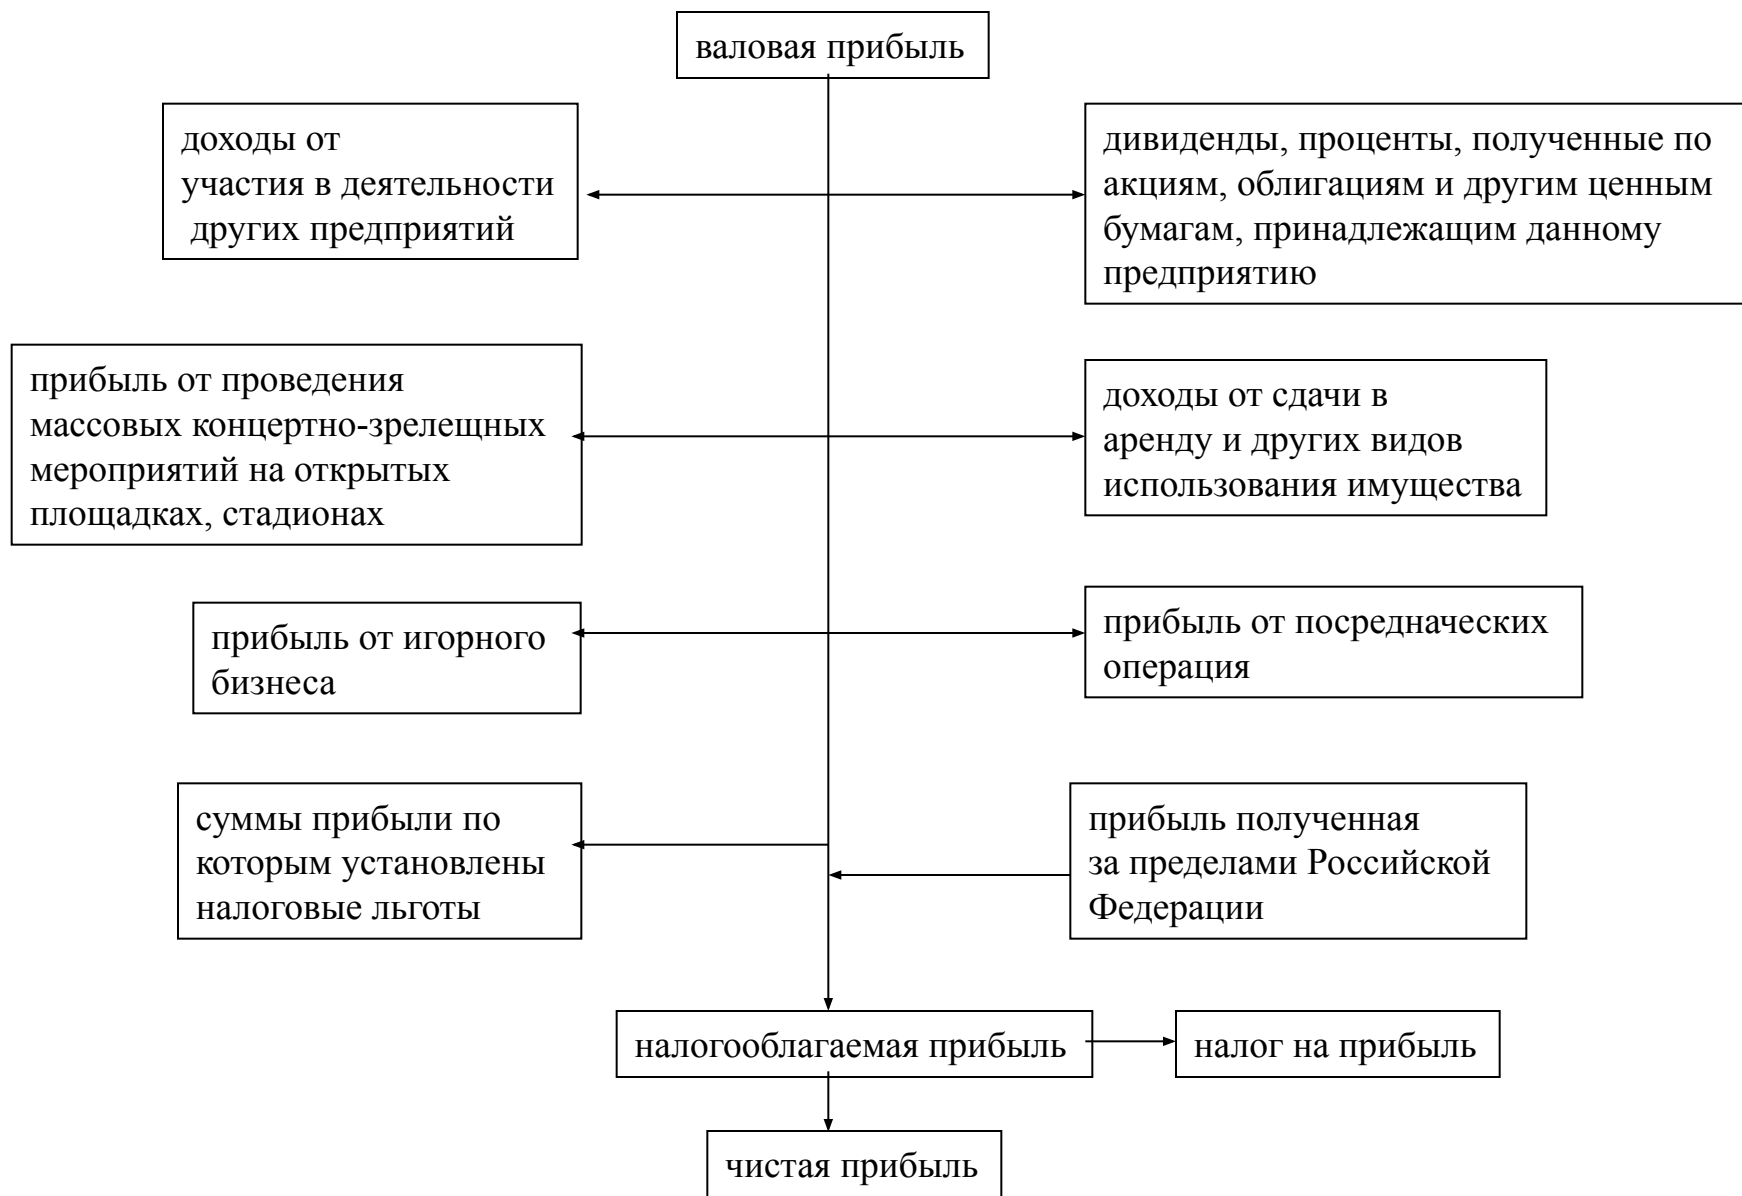 валовая прибыль
доходы от
участия в деятельности
других предприятий
дивиденды, проценты, полученные по
акциям, облигациям и другим ценным
бумагам, принадлежащим данному
предприятию
прибыль от проведения
массовых концертно-зрелещных
мероприятий на открытых
площадках, стадионах
доходы от сдачи в
аренду и других видов
использования имущества
прибыль от игорного
бизнеса
прибыль от посредначеских
операция
суммы прибыли по
которым установлены
налоговые льготы
прибыль полученная
за пределами Российской
Федерации
налогооблагаемая прибыль
налог на прибыль
чистая прибыль